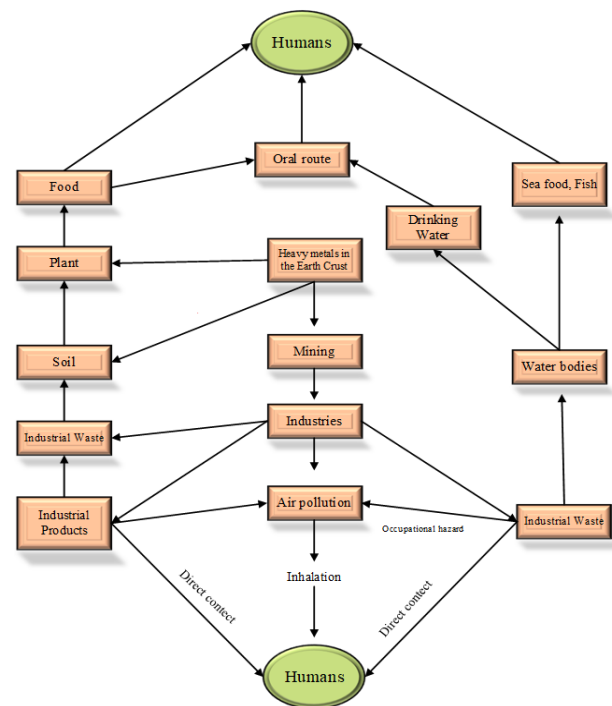 Humans
Oral route
Food
Sea food, Fish
Drinking
Water
Heavy metals in
the Earth Crust
Plant
Mining
Soil
Water bodies
Industries
Industrial Waste
Air pollution
Industrial
Products
Occupational hazard
Industrial Waste
Inhalation
Direct contect
Direct contect
Humans